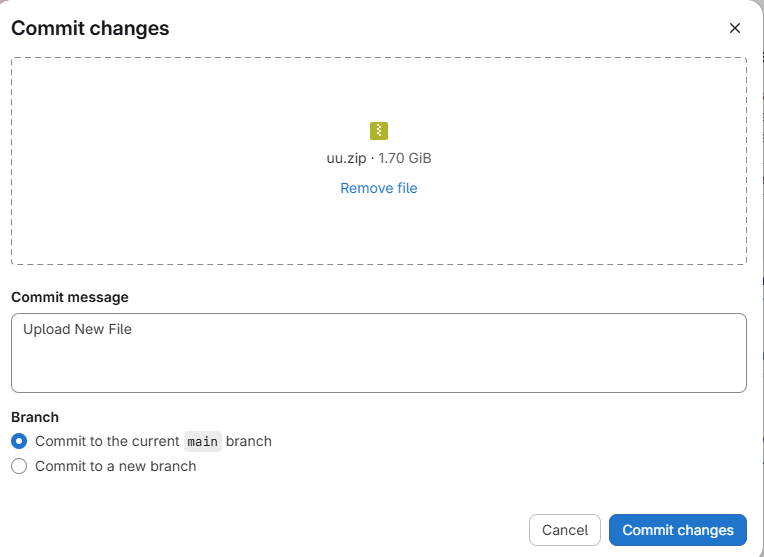 Commit changes
uu.zip · 1.70 GiB
Remove file
Commit message
Upload New File
Branch
Commit to the current main branch
Commit to a new branch
Cancel
Commit changes